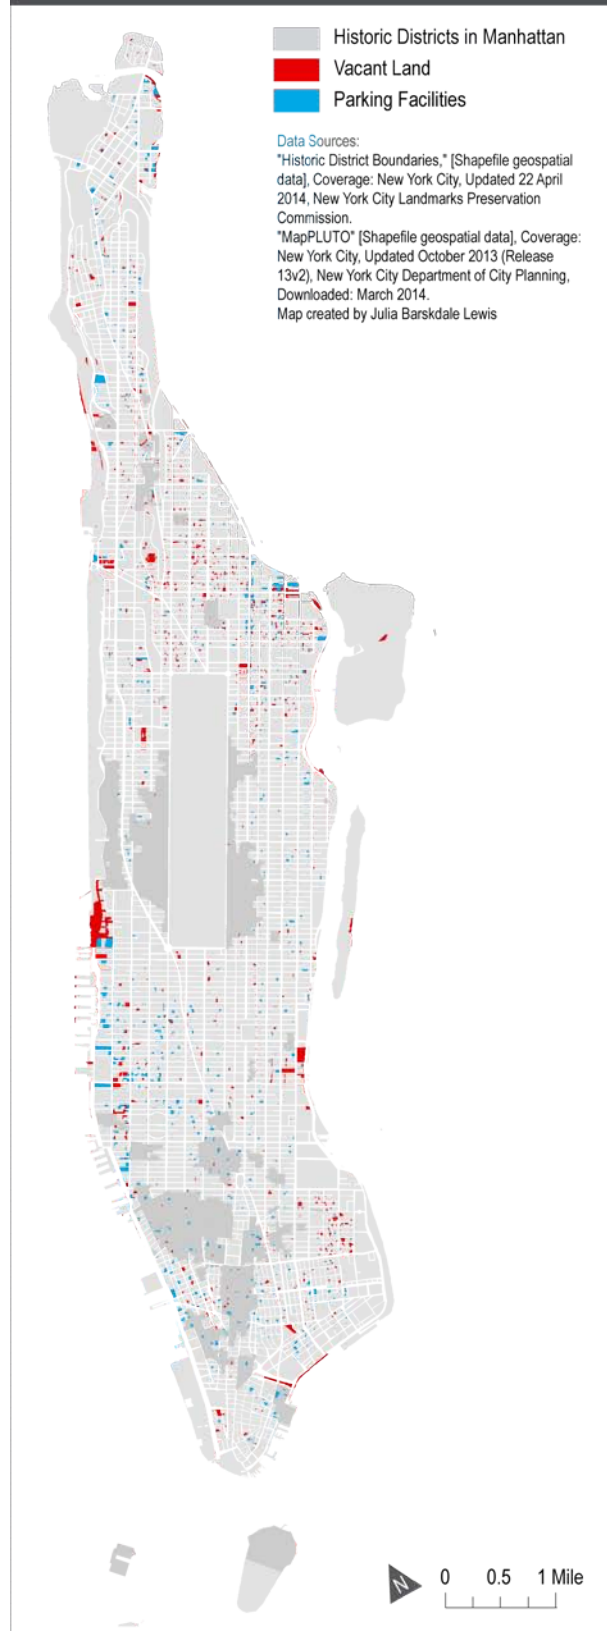 Historic Districts in Manhattan
Vacant Land
Parking Facilities
Data Sources:
"Historic District Boundaries," [Shapefile geospatial
data], Coverage: New York City, Updated 22 April
2014, New York City Landmarks Preservation
Commission.
"MapPLUTO" [Shapefile geospatial data], Coverage:
New York City, Updated October 2013 (Release
13v2), New York City Department of City Planning,
Downloaded: March 2014.
Map created by Julia Barskdale Lewis
N
0 0.5 1 Mile